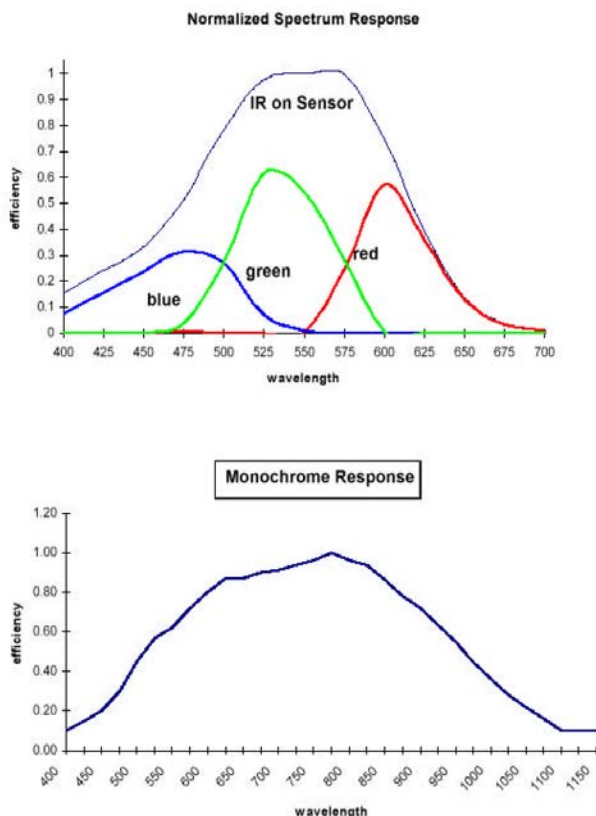 Normalized Spectrum Response
1
0.9
0.8
0.7
0.6
0.5
0.4
0.3
0.2
0.1
0
efficiency
IR on Sensor
blue
green
red
400 425 450 475 500 525 550 575 600 625 650 675 700
wavelength
Monochrome Response
1.20
1.00
0.80
0.60
0.40
0.20
0.00
efficiency
400 450 500 550 600 650 700 750 800 850 900 950 1000 1050 1100 1150
wavelength